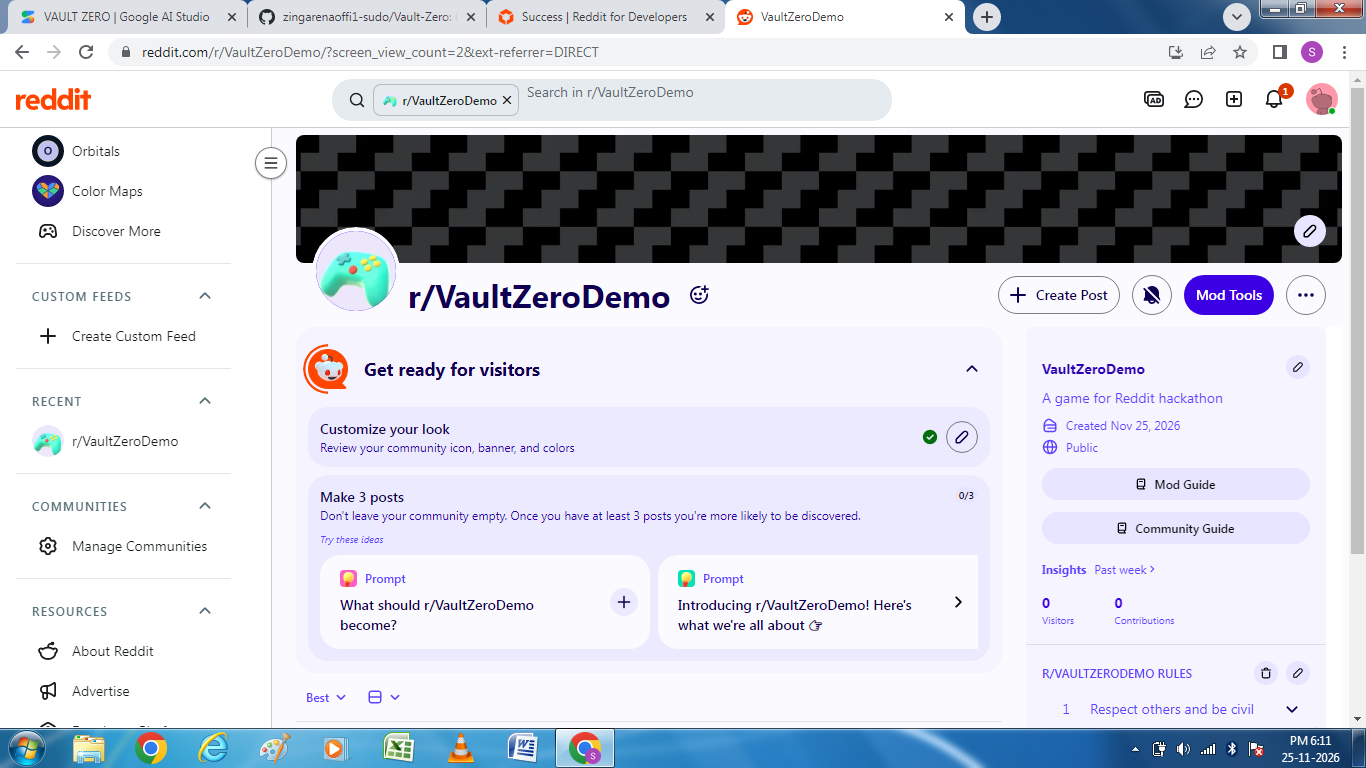 VAULT ZERO | Google AI Studio
zingarenaoffi1-sudo/Vault-Zero:
Success | Reddit for Developers
VaultZeroDemo
reddit.com/r/VaultZeroDemo/?screen_view_count=2&ext-referrer=DIRECT
S
reddit
r/VaultZeroDemo
Search in r/VaultZeroDemo
AD
1
O
Orbitals
Color Maps
Discover More
CUSTOM FEEDS
Create Custom Feed
RECENT
r/VaultZeroDemo
COMMUNITIES
Manage Communities
RESOURCES
About Reddit
Advertise
r/VaultZeroDemo
Create Post
Mod Tools
Get ready for visitors
Customize your look
Review your community icon, banner, and colors
Make 3 posts
0/3
Don't leave your community empty. Once you have at least 3 posts you're more likely to be discovered.
Try these ideas
Prompt
What should r/VaultZeroDemo
become?
Prompt
Introducing r/VaultZeroDemo! Here's
what we're all about 👉
Best
VaultZeroDemo
A game for Reddit hackathon
Created Nov 25, 2026
Public
Mod Guide
Community Guide
Insights Past week
0
Visitors
0
Contributions
R/VAULTZERODEMO RULES
1 Respect others and be civil
S
PM 6:11
25-11-2026